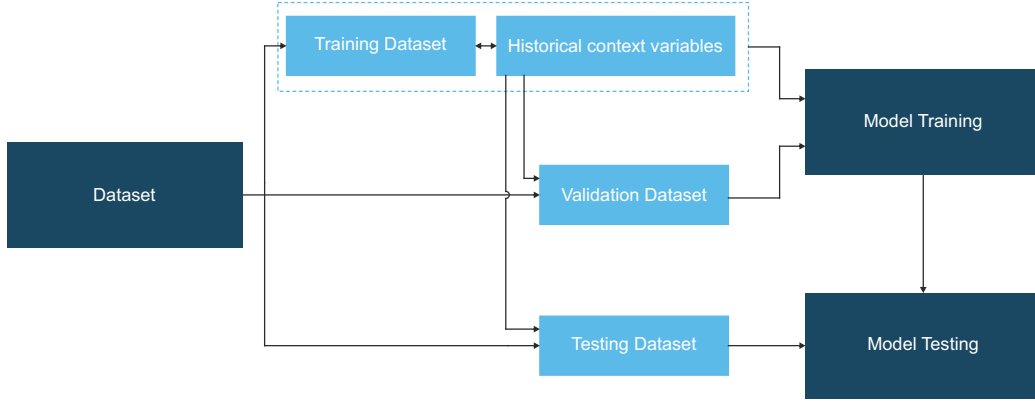 Training Dataset
Historical context variables
Model Training
Dataset
Validation Dataset
Testing Dataset
Model Testing